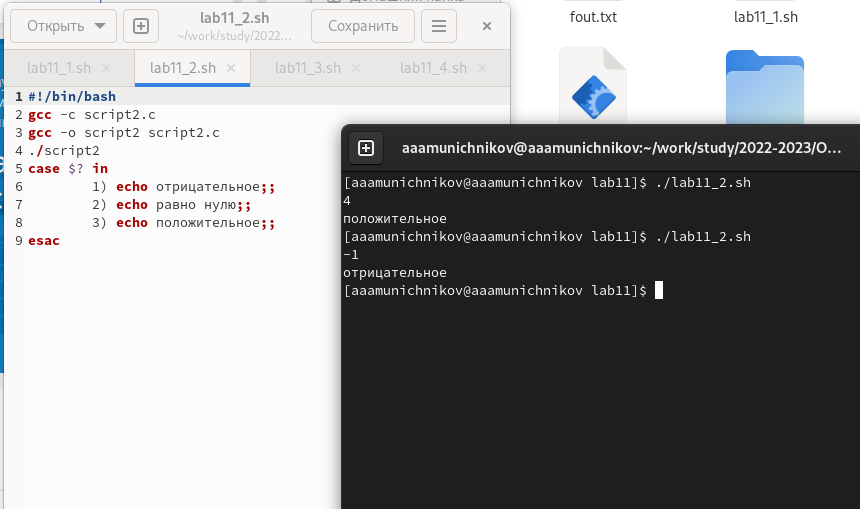 fout.txt
lab11_1.sh
Открыть
lab11_2.sh
~/work/study/2022...
Сохранить
lab11_1.sh
lab11_2.sh
lab11_3.sh
lab11_4.sh
1 #!/bin/bash
2 gcc -c script2.c
3 gcc -o script2 script2.c
4 ./script2
5 case $? in
6 1) echo отрицательное;;
7 2) echo равно нулю;;
8 3) echo положительное;;
9 esac
aaamunichnikov@aaamunichnikov:~/work/study/2022-2023/О...
[aaamunichnikov@aaamunichnikov lab11]$ ./lab11_2.sh
4
положительное
[aaamunichnikov@aaamunichnikov lab11]$ ./lab11_2.sh
-1
отрицательное
[aaamunichnikov@aaamunichnikov lab11]$